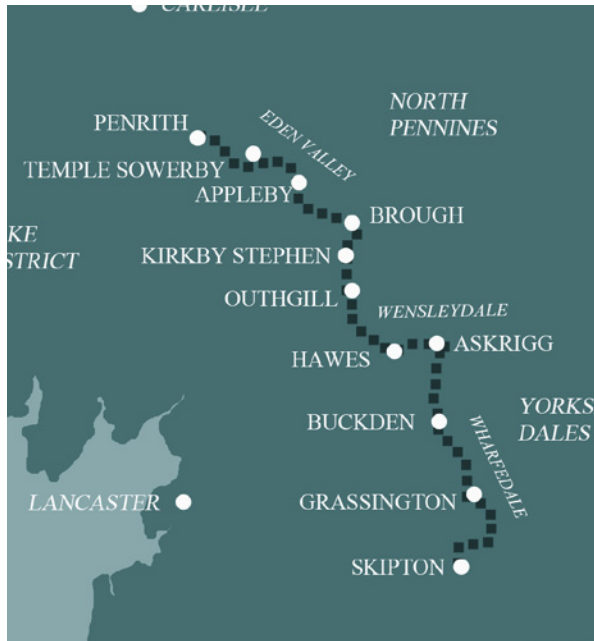 CARLISLE
NORTH
PENNINES
PENRITH
EDEN VALLEY
TEMPLE SOWERBY
APPLEBY
BROUGH
KE
STRICT
KIRKBY STEPHEN
OUTHGILL
WENSLEYDALE
HAWES
ASKRIGG
YORKS
DALES
BUCKDEN
WHARFEDALE
GRASSINGTON
LANCASTER
SKIPTON